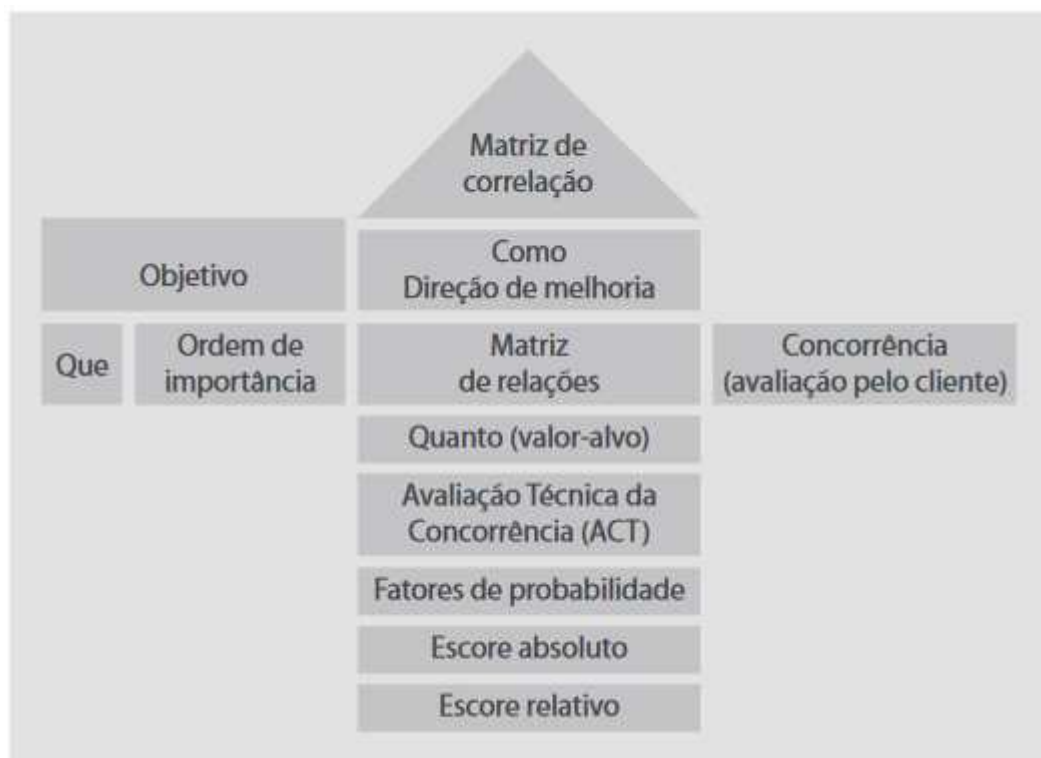 Matriz de
correlação
Objetivo
Como
Direção de melhoria
Que
Ordem de
importância
Matriz
de relações
Concorrência
(avaliação pelo cliente)
Quanto (valor-alvo)
Avaliação Técnica da
Concorrência (ACT)
Fatores de probabilidade
Escore absoluto
Escore relativo